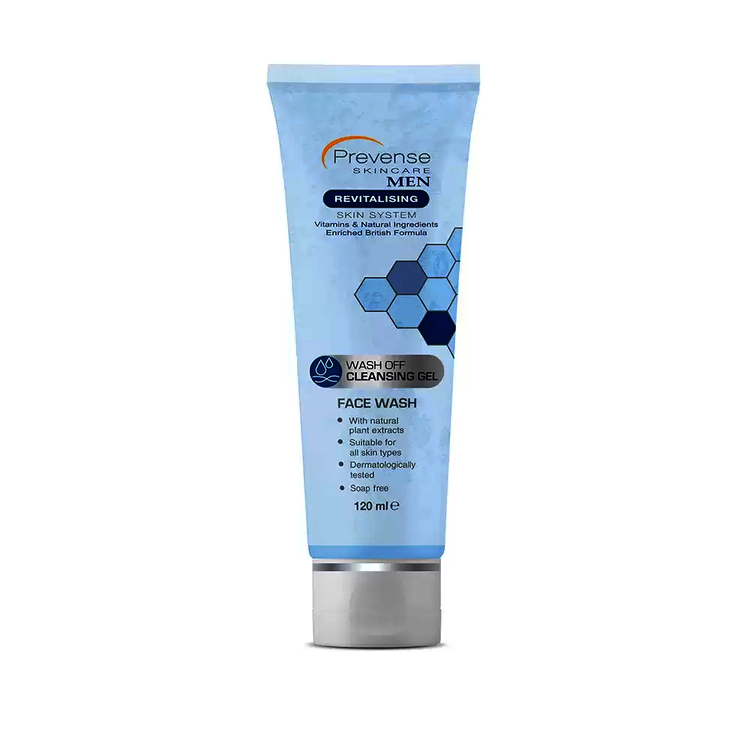 Prevense
SKINCARE
MEN
REVITALISING
SKIN SYSTEM
Vitamins & Natural Ingredients
Enriched British Formula
WASH OFF
CLEANSING GEL
FACE WASH
• With natural
plant extracts
• Suitable for
all skin types
• Dermatologically
tested
• Soap free
120 ml ℮